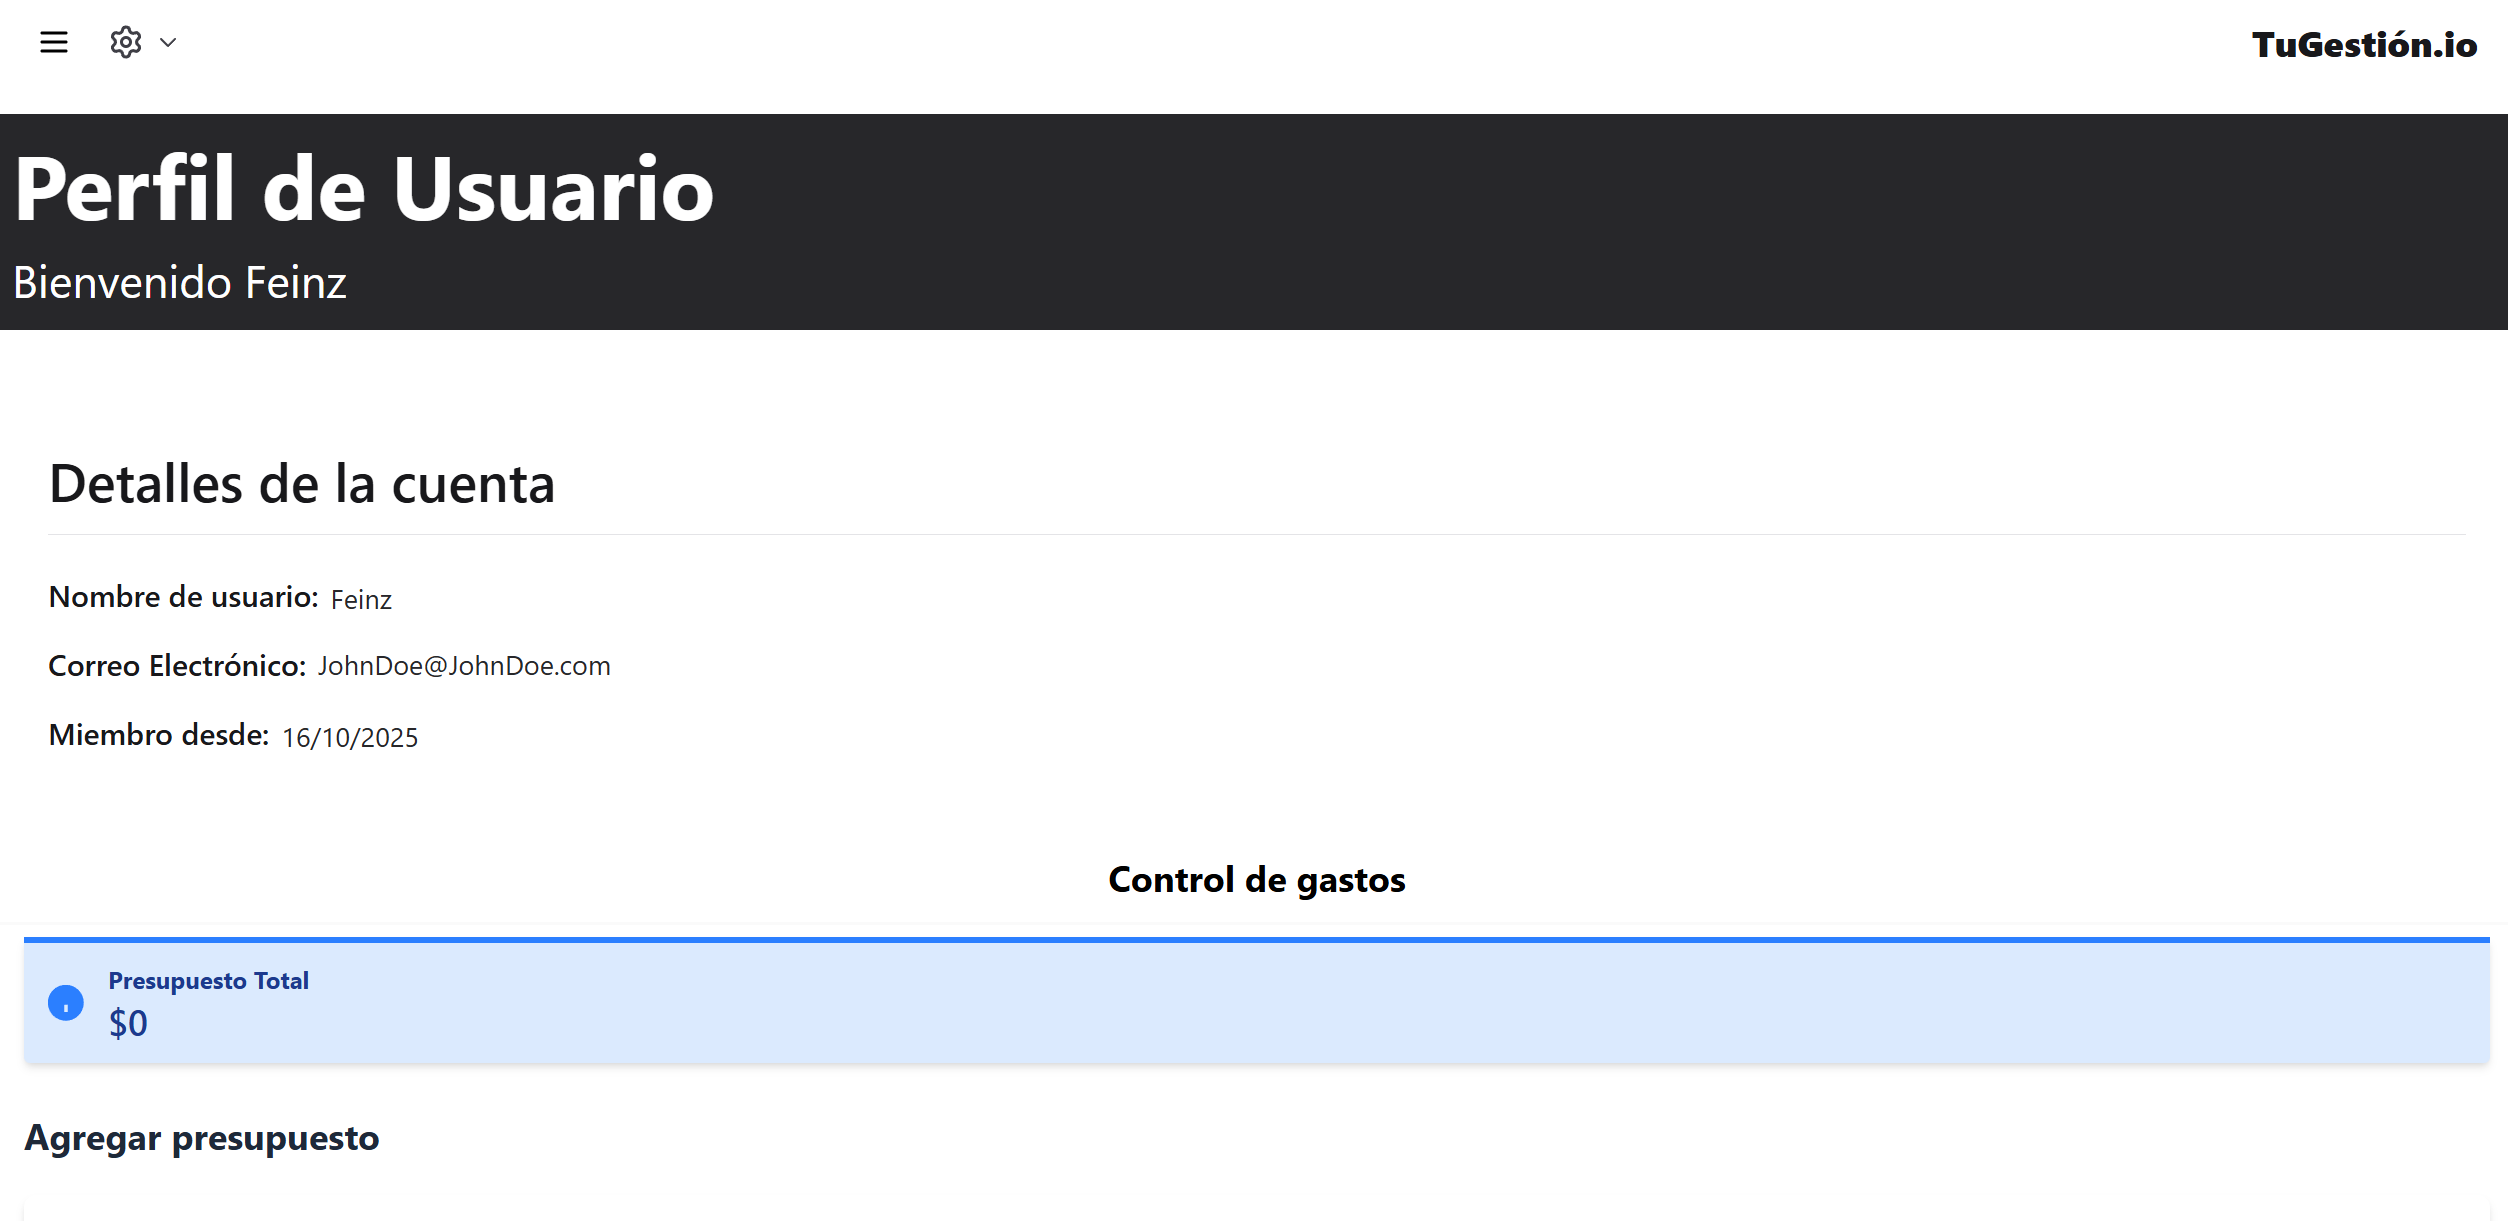 TuGestión.io
Perfil de Usuario
Bienvenido Feinz
Detalles de la cuenta
Nombre de usuario: Feinz
Correo Electrónico: JohnDoe@JohnDoe.com
Miembro desde: 16/10/2025
Control de gastos
Presupuesto Total
$0
Agregar presupuesto